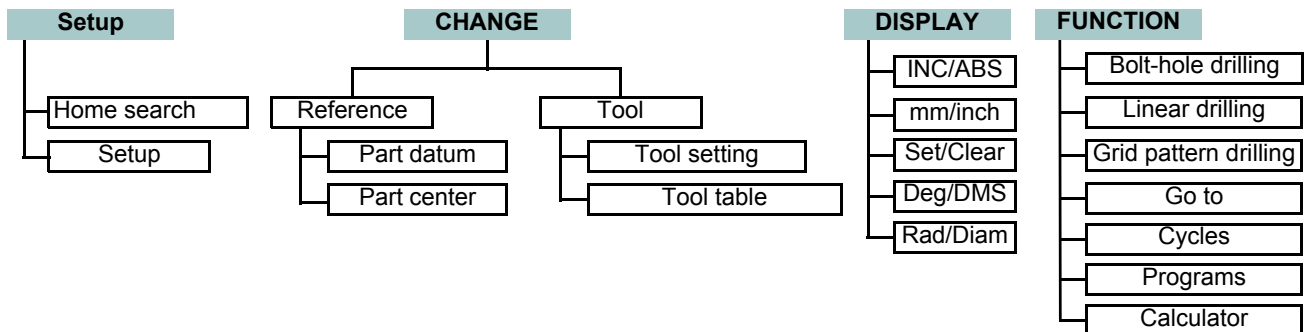 Setup
Home search
Setup
CHANGE
Reference
Part datum
Part center
Tool
Tool setting
Tool table
DISPLAY
INC/ABS
mm/inch
Set/Clear
Deg/DMS
Rad/Diam
FUNCTION
Bolt-hole drilling
Linear drilling
Grid pattern drilling
Go to
Cycles
Programs
Calculator